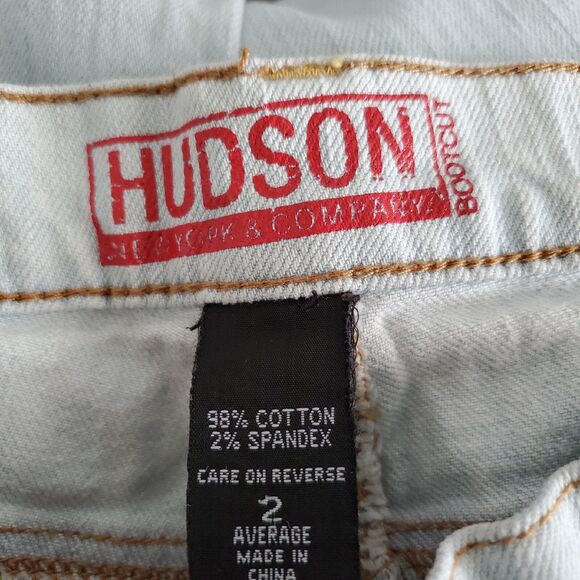 HUDSON
NEW YORK & COMPANY
BOOTCUT
98% COTTON
2% SPANDEX
CARE ON REVERSE
2
AVERAGE
MADE IN
CHINA